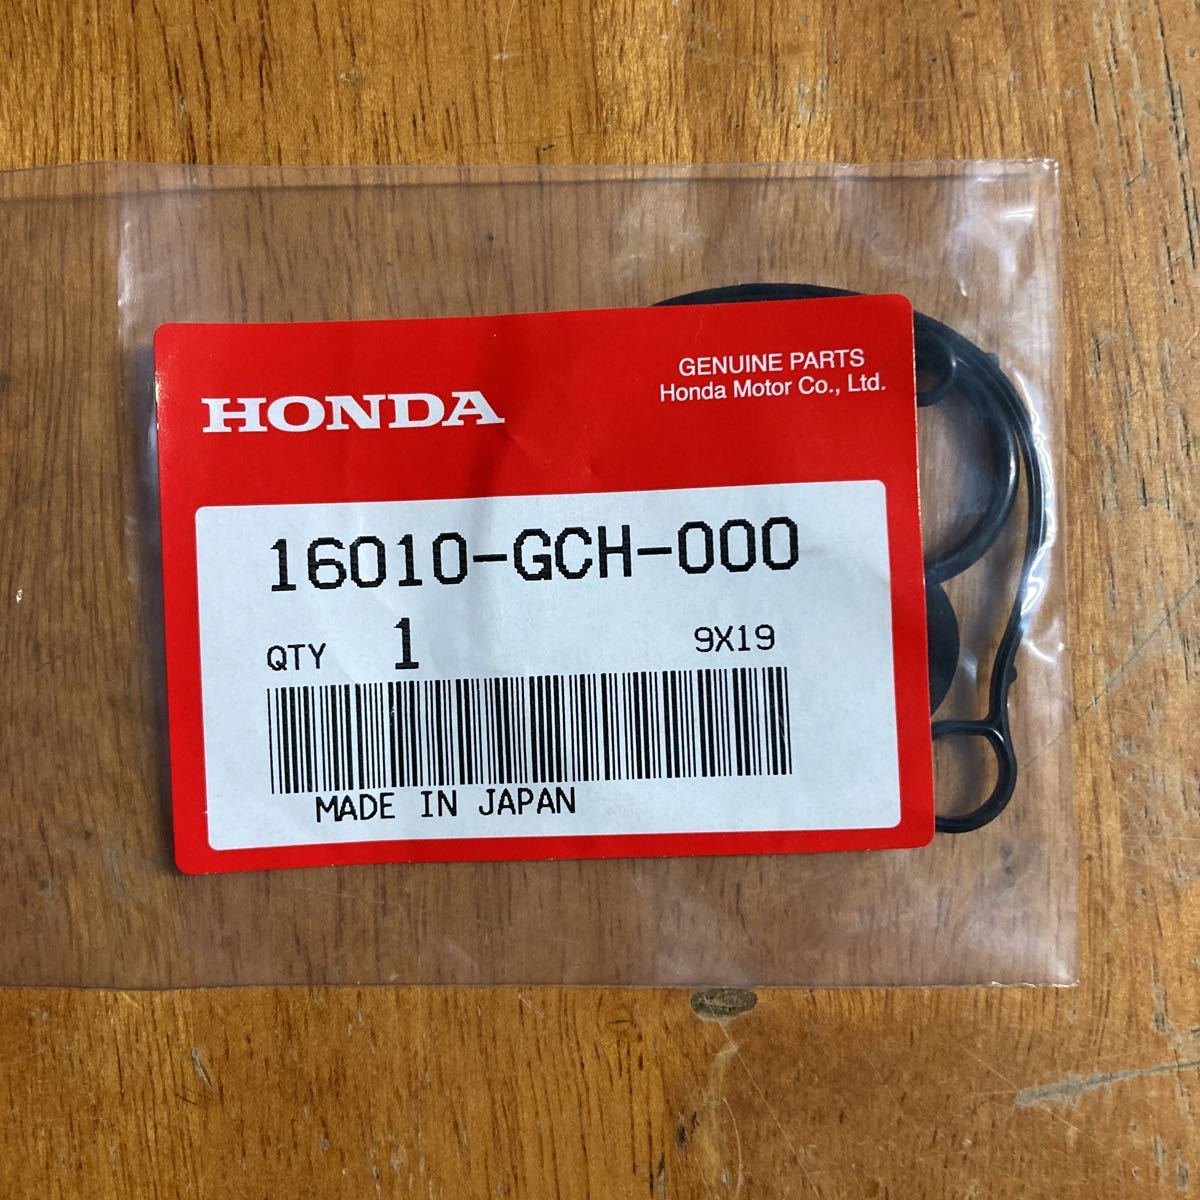 HONDA
GENUINE PARTS
Honda Motor Co., Ltd.
16010-GCH-000
QTY 1 9X19
MADE IN JAPAN